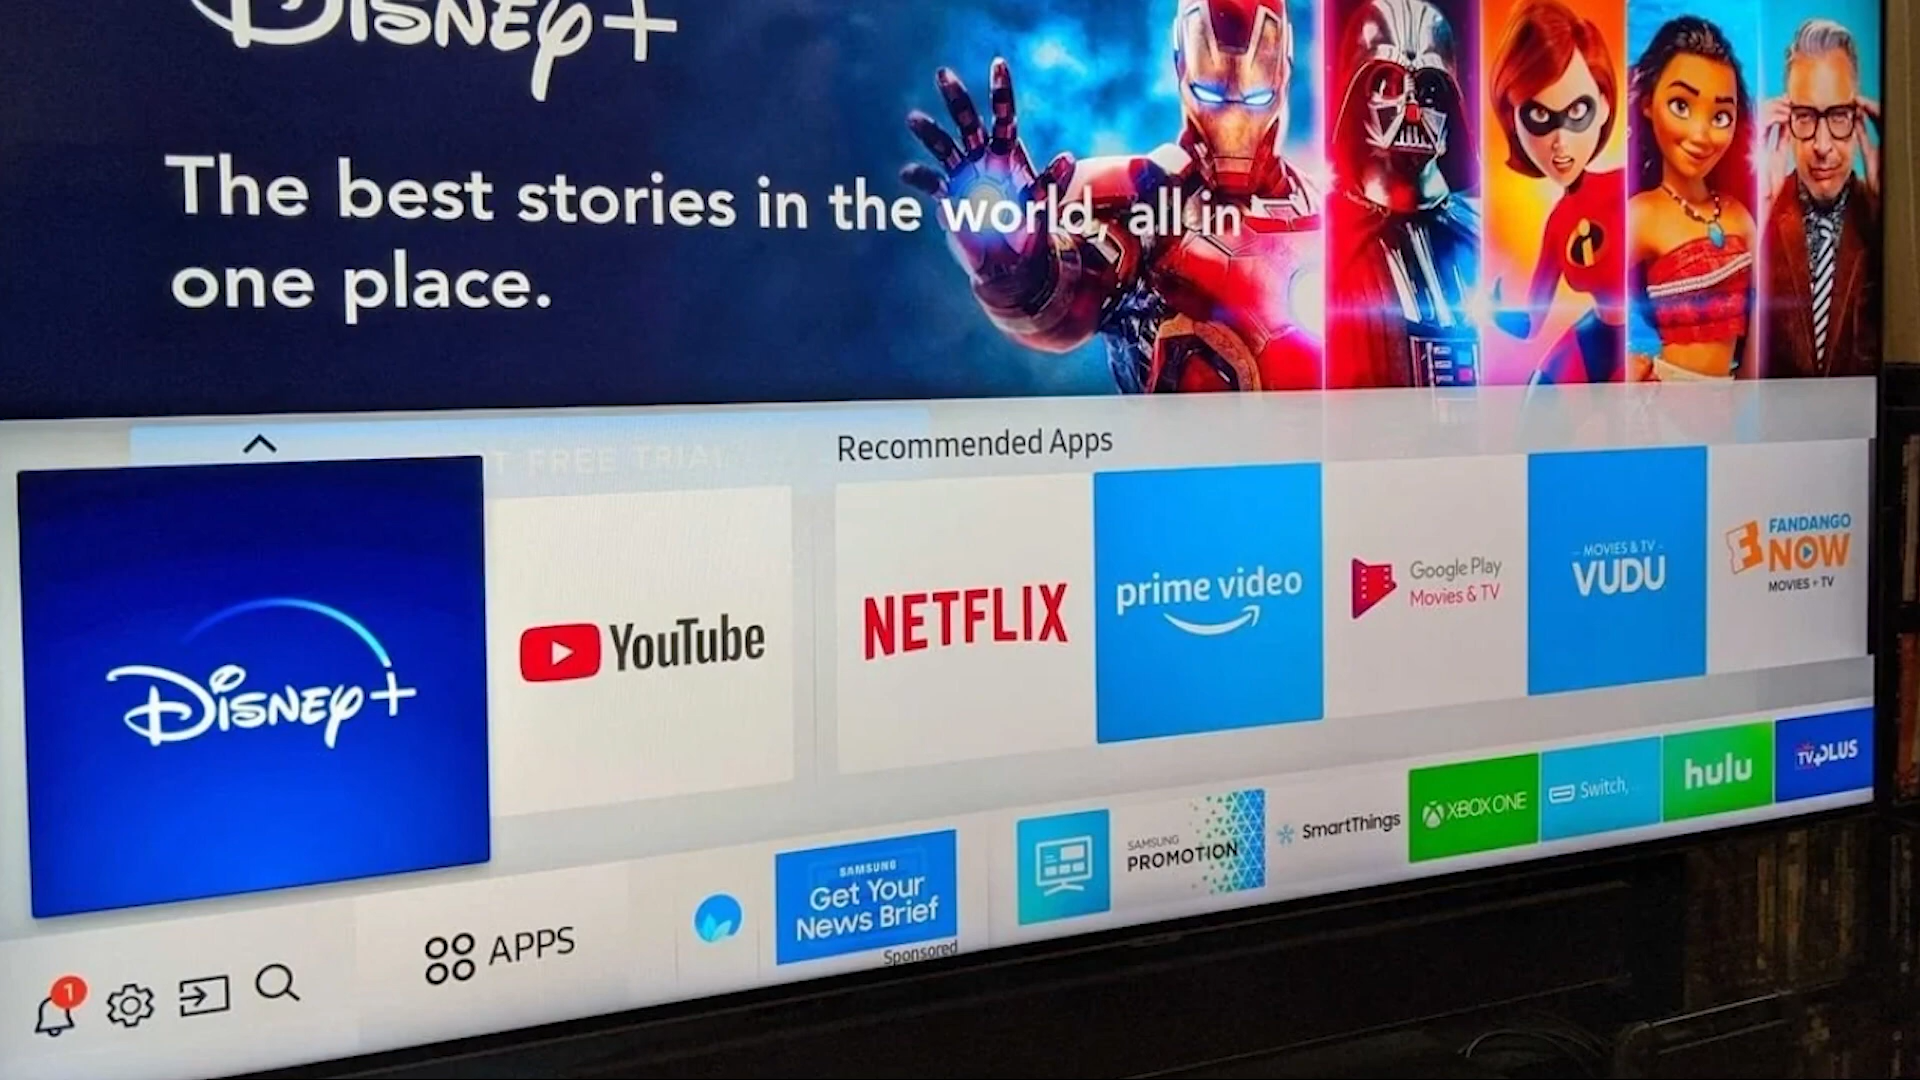 Disney+
The best stories in the world, all in
one place.
T FREE TRIAL
Recommended Apps
Disney+
YouTube
NETFLIX
prime video
Google Play
Movies & TV
- MOVIES & TV -
VUDU
FANDANGO
NOW
MOVIES + TV
1
APPS
SAMSUNG
Get Your
News Brief
Sponsored
SAMSUNG
PROMOTION
SmartThings
XBOX ONE
Switch,...
hulu
TV PLUS